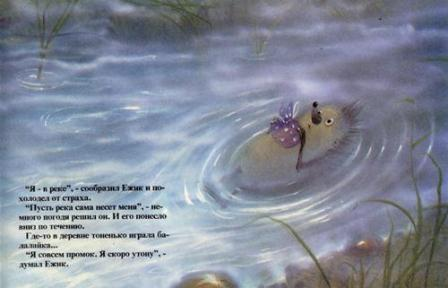 "Я - в реке", - сообразил Ежик и по-
холодел от страха.
"Пусть река сама несет меня", - не-
много погодя решил он. И его понесло
вниз по течению.
Где-то в деревне тоненько играла ба-
лалайка...
"Я совсем промок. Я скоро утону", -
думал Ежик.